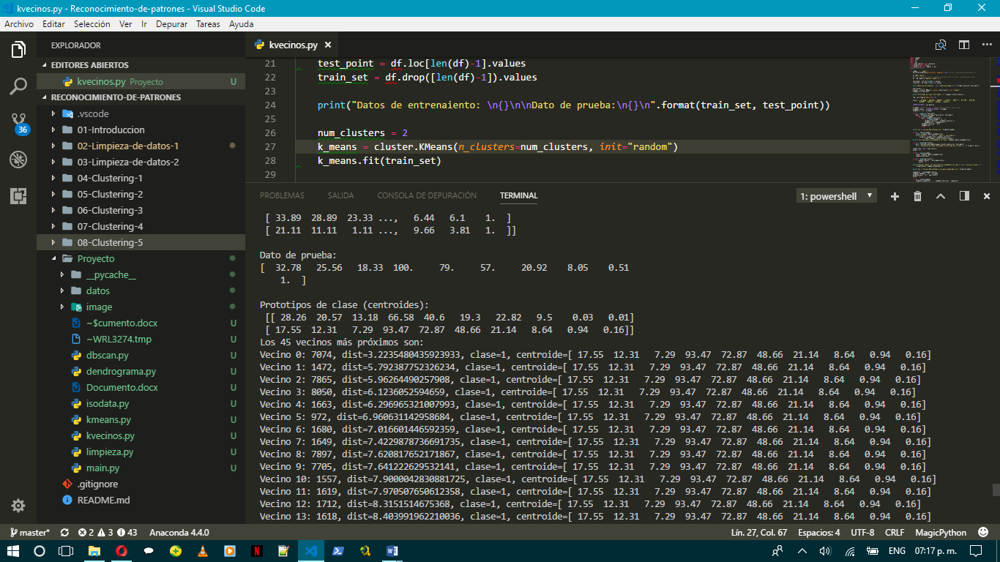 kvecinos.py - Reconocimiento-de-patrones - Visual Studio Code
Archivo Editar Selección Ver Ir Depurar Tareas Ayuda
EXPLORADOR
EDITORES ABIERTOS
kvecinos.py Proyecto U
RECONOCIMIENTO-DE-PATRONES
.vscode
01-Introduccion
02-Limpieza-de-datos-1
03-Limpieza-de-datos-2
04-Clustering-1
05-Clustering-2
06-Clustering-3
07-Clustering-4
08-Clustering-5
Proyecto
__pycache__
datos
image
~$cumento.docx U
~WRL3274.tmp U
dbscan.py U
dendrograma.py U
Documento.docx U
isodata.py U
kmeans.py U
kvecinos.py U
limpieza.py U
main.py U
.gitignore
README.md
36
kvecinos.py
21 test_point = df.loc[len(df)-1].values
22 train_set = df.drop([len(df)-1]).values
23
24 print("Datos de entrenaiento: \n{}\n\nDato de prueba:\n{}\n".format(train_set, test_point))
25
26 num_clusters = 2
27 k_means = cluster.KMeans(n_clusters=num_clusters, init="random")
28 k_means.fit(train_set)
29
PROBLEMAS SALIDA CONSOLA DE DEPURACIÓN TERMINAL 1: powershell
[ 33.89 28.89 23.33 ..., 6.44 6.1 1. ]
[ 21.11 11.11 1.11 ..., 9.66 3.81 1. ]]
Dato de prueba:
[ 32.78 25.56 18.33 100. 79. 57. 20.92 8.05 0.51
1. ]
Prototipos de clase (centroides):
[[ 28.26 20.57 13.18 66.58 40.6 19.3 22.82 9.5 0.03 0.01]
[ 17.55 12.31 7.29 93.47 72.87 48.66 21.14 8.64 0.94 0.16]]
Los 45 vecinos más próximos son:
Vecino 0: 7074, dist=3.2235480435923933, clase=1, centroide=[ 17.55 12.31 7.29 93.47 72.87 48.66 21.14 8.64 0.94 0.16]
Vecino 1: 1472, dist=5.792387752326234, clase=1, centroide=[ 17.55 12.31 7.29 93.47 72.87 48.66 21.14 8.64 0.94 0.16]
Vecino 2: 7865, dist=5.96264490257908, clase=1, centroide=[ 17.55 12.31 7.29 93.47 72.87 48.66 21.14 8.64 0.94 0.16]
Vecino 3: 8050, dist=6.1236052594659, clase=1, centroide=[ 17.55 12.31 7.29 93.47 72.87 48.66 21.14 8.64 0.94 0.16]
Vecino 4: 1663, dist=6.296965321007993, clase=1, centroide=[ 17.55 12.31 7.29 93.47 72.87 48.66 21.14 8.64 0.94 0.16]
Vecino 5: 972, dist=6.960631142958684, clase=1, centroide=[ 17.55 12.31 7.29 93.47 72.87 48.66 21.14 8.64 0.94 0.16]
Vecino 6: 1680, dist=7.016601446592359, clase=1, centroide=[ 17.55 12.31 7.29 93.47 72.87 48.66 21.14 8.64 0.94 0.16]
Vecino 7: 1649, dist=7.4229878736691735, clase=1, centroide=[ 17.55 12.31 7.29 93.47 72.87 48.66 21.14 8.64 0.94 0.16]
Vecino 8: 7897, dist=7.620817652171867, clase=1, centroide=[ 17.55 12.31 7.29 93.47 72.87 48.66 21.14 8.64 0.94 0.16]
Vecino 9: 7705, dist=7.641222629532141, clase=1, centroide=[ 17.55 12.31 7.29 93.47 72.87 48.66 21.14 8.64 0.94 0.16]
Vecino 10: 1557, dist=7.9000042830881725, clase=1, centroide=[ 17.55 12.31 7.29 93.47 72.87 48.66 21.14 8.64 0.94 0.16]
Vecino 11: 1619, dist=7.970507650612358, clase=1, centroide=[ 17.55 12.31 7.29 93.47 72.87 48.66 21.14 8.64 0.94 0.16]
Vecino 12: 1712, dist=8.3151514675368, clase=1, centroide=[ 17.55 12.31 7.29 93.47 72.87 48.66 21.14 8.64 0.94 0.16]
Vecino 13: 1618, dist=8.403991962210036, clase=1, centroide=[ 17.55 12.31 7.29 93.47 72.87 48.66 21.14 8.64 0.94 0.16]
master* 2 3 43 Anaconda 4.4.0 Lín. 27, Col. 67 Espacios: 4 UTF-8 CRLF MagicPython
ENG 07:17 p. m.